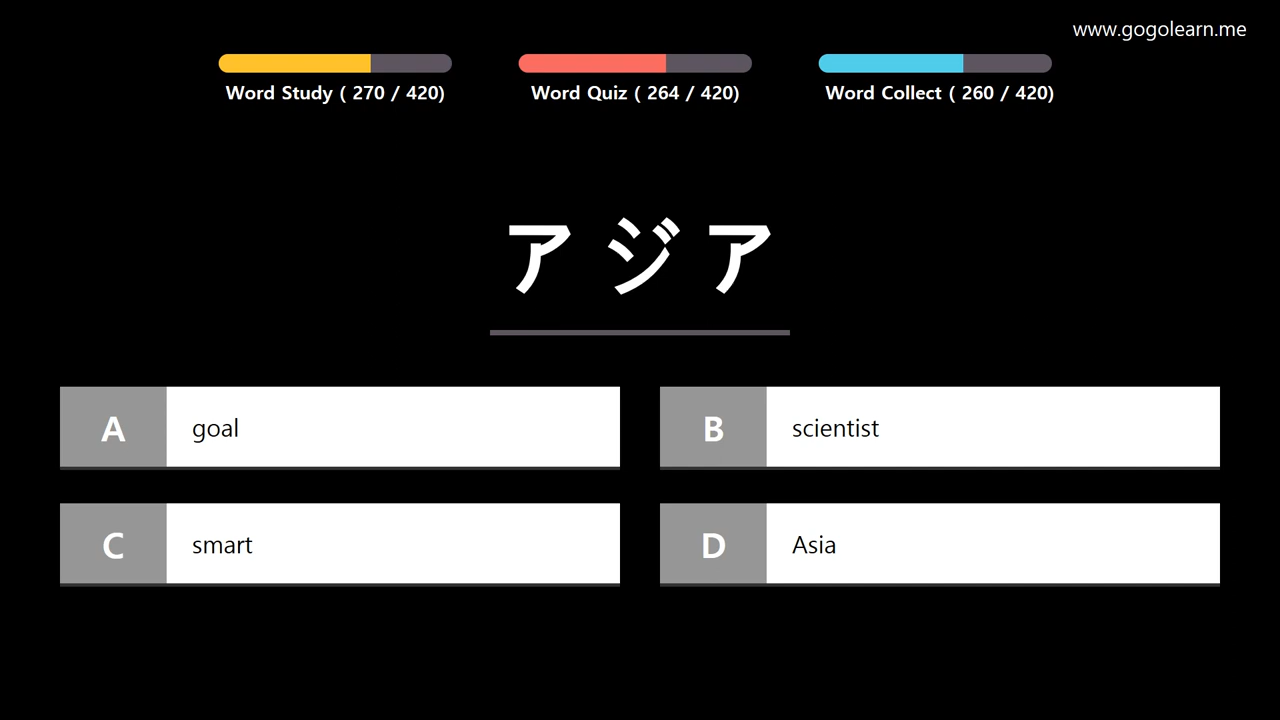 www.gogolearn.me
Word Study ( 270 / 420)
Word Quiz ( 264 / 420)
Word Collect ( 260 / 420)
アジア
A goal
B scientist
C smart
D Asia